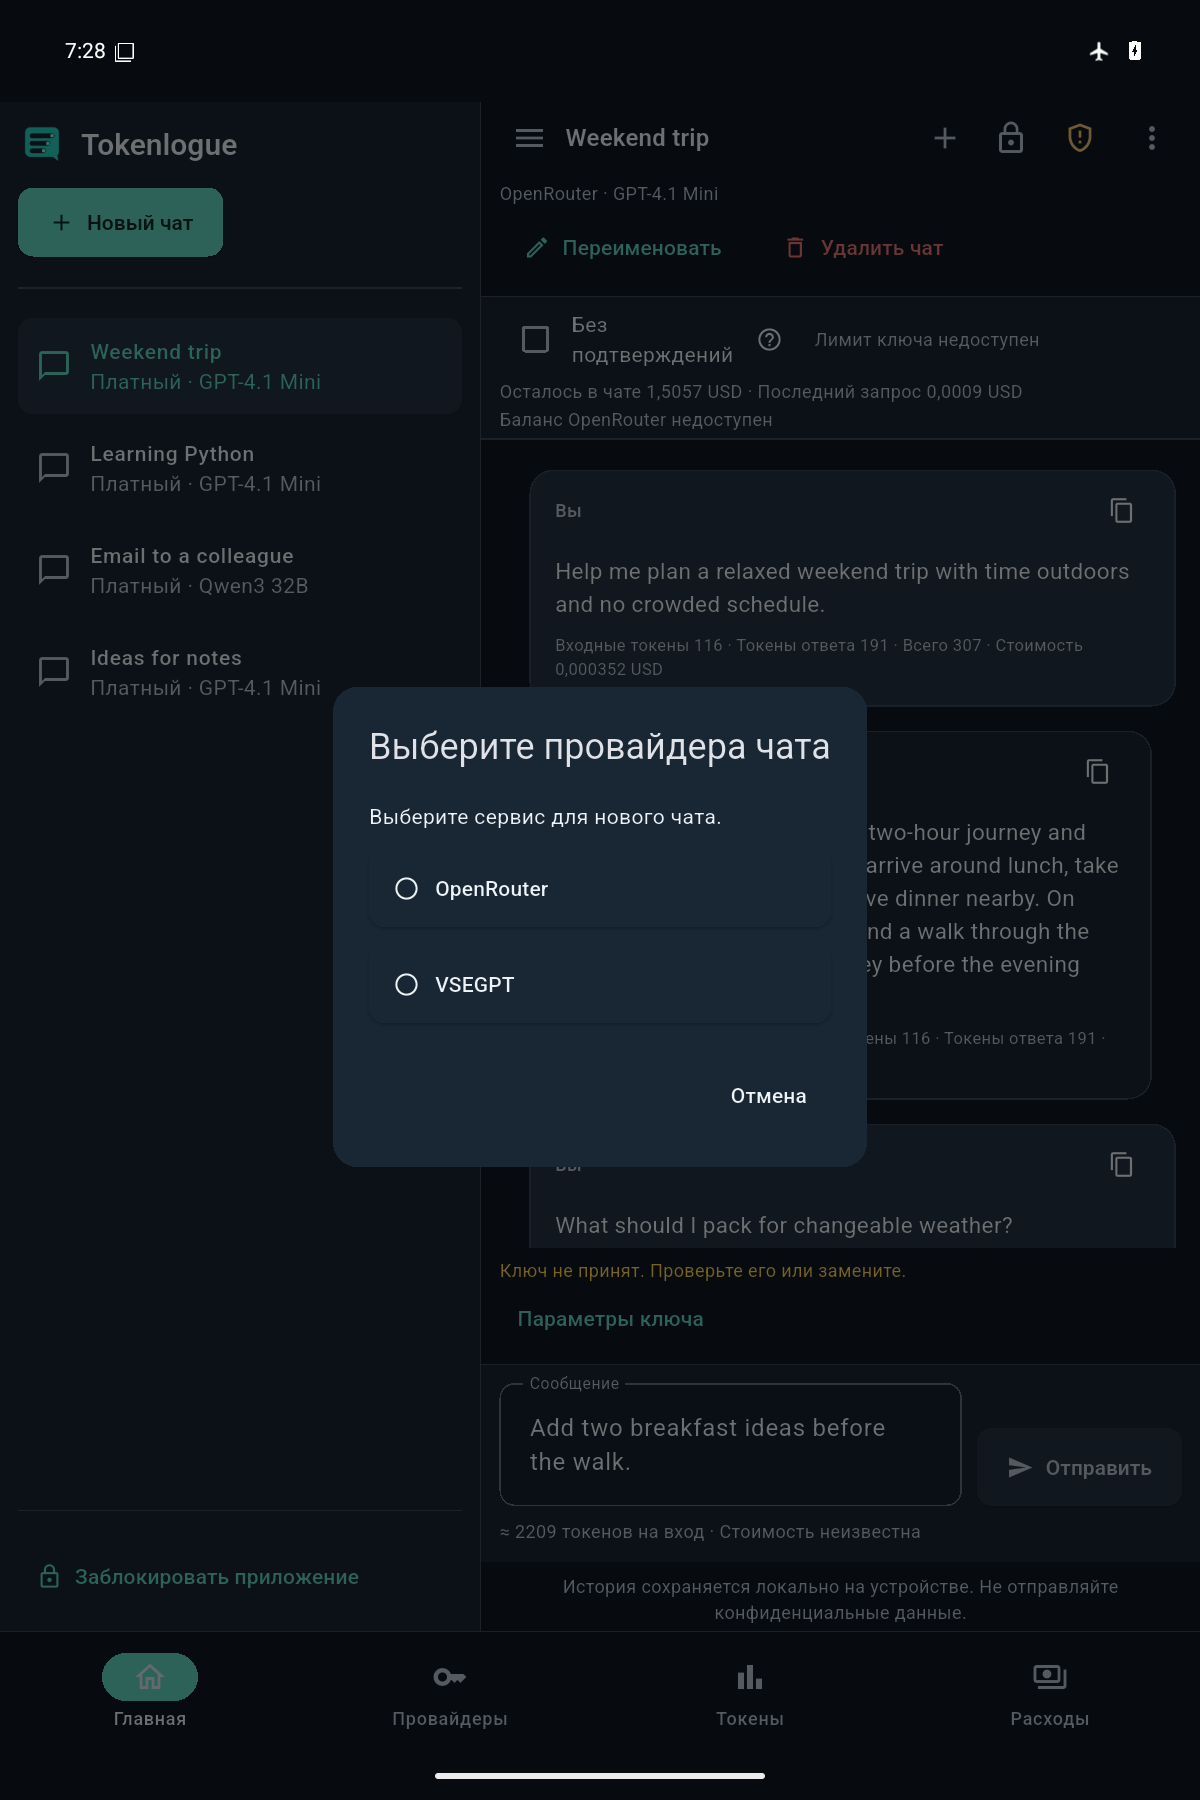 7:28
Tokenlogue
Новый чат
Weekend trip
Платный · GPT-4.1 Mini
Learning Python
Платный · GPT-4.1 Mini
Email to a colleague
Платный · Qwen3 32B
Ideas for notes
Платный · GPT-4.1 Mini
Заблокировать приложение
Weekend trip
OpenRouter · GPT-4.1 Mini
Переименовать
Удалить чат
Без
подтверждений
Лимит ключа недоступен
Осталось в чате 1,5057 USD · Последний запрос 0,0009 USD
Баланс OpenRouter недоступен
Вы
Help me plan a relaxed weekend trip with time outdoors
and no crowded schedule.
Входные токены 116 · Токены ответа 191 · Всего 307 · Стоимость
0,000352 USD
two-hour journey and
arrive around lunch, take
dinner nearby. On
a walk through the
before the evening
116 · Токены ответа 191 ·
Вы
What should I pack for changeable weather?
Выберите провайдера чата
Выберите сервис для нового чата.
OpenRouter
VSEGPT
Отмена
Ключ не принят. Проверьте его или замените.
Параметры ключа
Сообщение
Add two breakfast ideas before
the walk.
Отправить
≈ 2209 токенов на вход · Стоимость неизвестна
История сохраняется локально на устройстве. Не отправляйте
конфиденциальные данные.
Главная
Провайдеры
Токены
Расходы